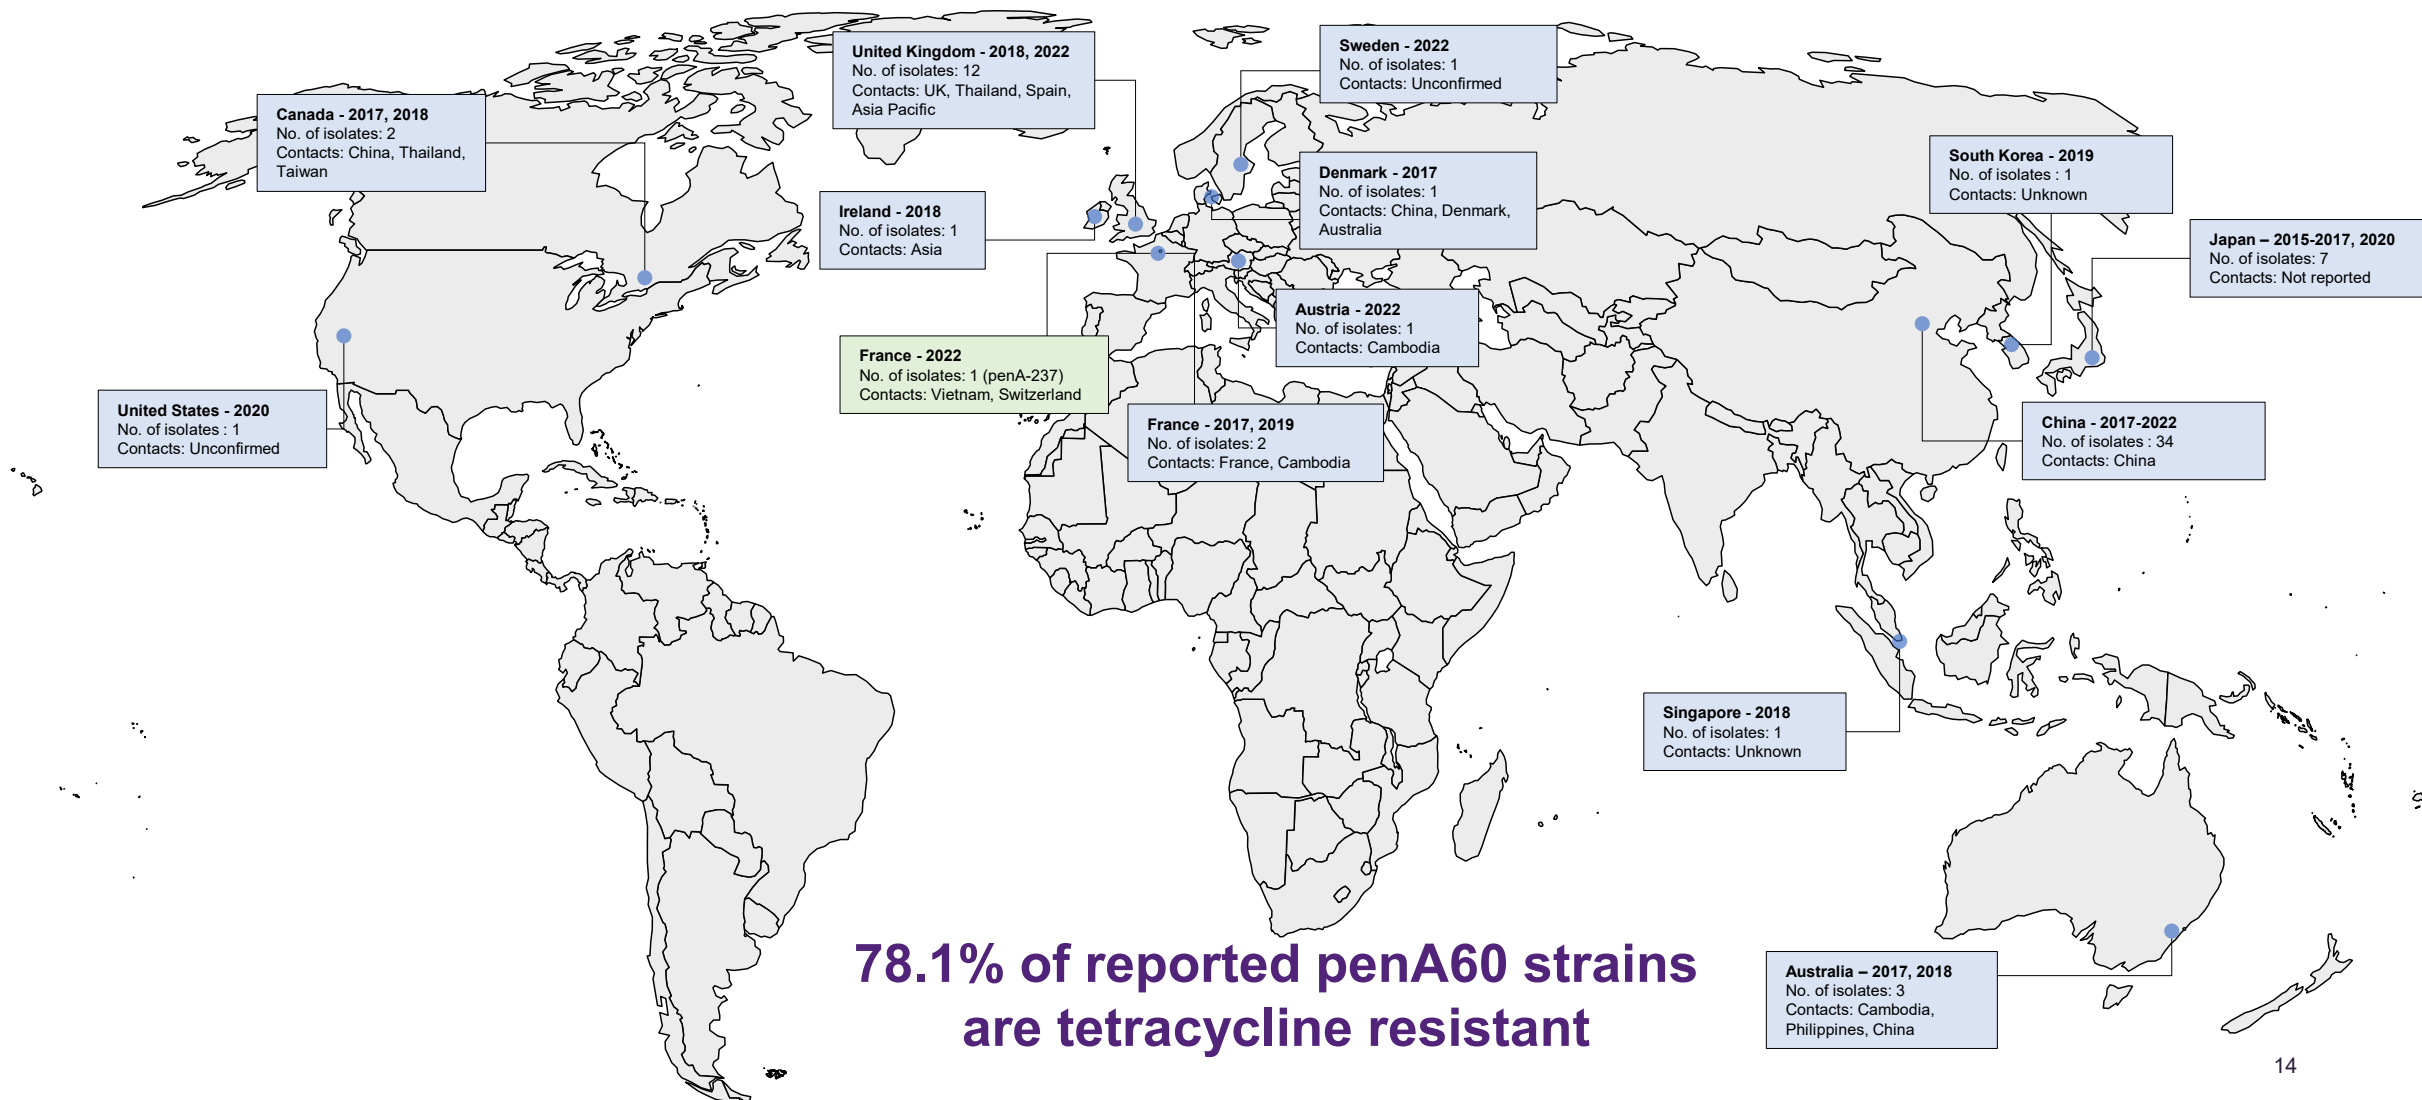 United Kingdom - 2018, 2022
No. of isolates: 12
Contacts: UK, Thailand, Spain,
Asia Pacific
Sweden - 2022
No. of isolates: 1
Contacts: Unconfirmed
Canada - 2017, 2018
No. of isolates: 2
Contacts: China, Thailand,
Taiwan
South Korea - 2019
No. of isolates : 1
Contacts: Unknown
Denmark - 2017
No. of isolates: 1
Contacts: China, Denmark,
Australia
Ireland - 2018
No. of isolates: 1
Contacts: Asia
Japan – 2015-2017, 2020
No. of isolates: 7
Contacts: Not reported
Austria - 2022
No. of isolates: 1
Contacts: Cambodia
France - 2022
No. of isolates: 1 (penA-237)
Contacts: Vietnam, Switzerland
United States - 2020
No. of isolates : 1
Contacts: Unconfirmed
France - 2017, 2019
No. of isolates: 2
Contacts: France, Cambodia
China - 2017-2022
No. of isolates : 34
Contacts: China
Singapore - 2018
No. of isolates: 1
Contacts: Unknown
78.1% of reported penA60 strains
are tetracycline resistant
Australia – 2017, 2018
No. of isolates: 3
Contacts: Cambodia,
Philippines, China
14